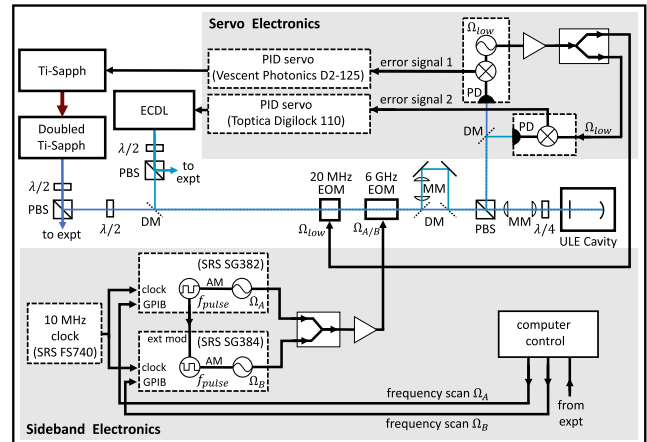 Servo Electronics
Ti-Sapph
Doubled
Ti-Sapph
ECDL
PID servo
(Vescent Photonics D2-125)
PID servo
(Toptica Digilock 110)
error signal 1
error signal 2
Ω_low
PD
PD
Ω_low
DM
λ/2
PBS
to expt
λ/2
PBS
to expt
λ/2
DM
20 MHz
EOM
6 GHz
EOM
Ω_low
Ω_A/B
MM
DM
PBS
MM
λ/4
ULE Cavity
10 MHz
clock
(SRS FS740)
(SRS SG382)
clock
GPIB
AM
f_pulse
Ω_A
ext mod
(SRS SG384)
clock
GPIB
AM
f_pulse
Ω_B
computer
control
frequency scan Ω_A
frequency scan Ω_B
from
expt
Sideband Electronics